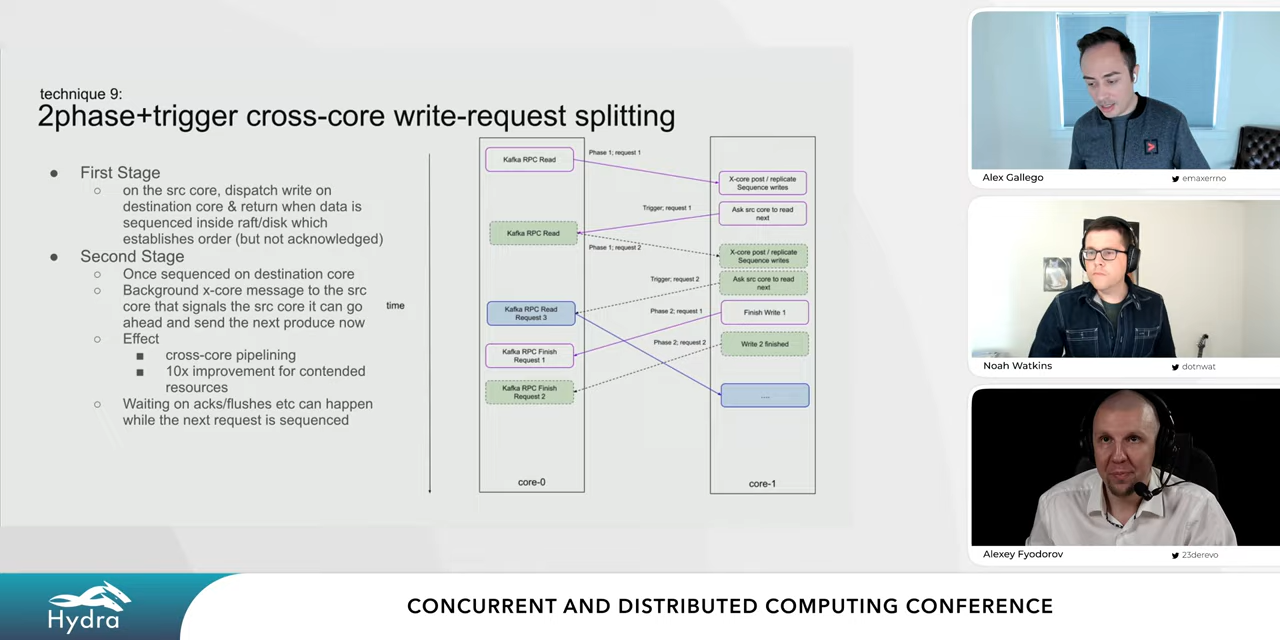 technique 9:
2phase+trigger cross-core write-request splitting
● First Stage
○ on the src core, dispatch write on
destination core & return when data is
sequenced inside raft/disk which
establishes order (but not acknowledged)
● Second Stage
○ Once sequenced on destination core
○ Background x-core message to the src
core that signals the src core it can go
ahead and send the next produce now
○ Effect
■ cross-core pipelining
■ 10x improvement for contended
resources
○ Waiting on acks/flushes etc can happen
while the next request is sequenced
time
Kafka RPC Read
Phase 1; request 1
X-core post / replicate
Sequence writes
Trigger; request 1
Ask src core to read
next
Kafka RPC Read
Phase 1; request 2
X-core post / replicate
Sequence writes
Trigger; request 2
Ask src core to read
next
Kafka RPC Read
Request 3
Phase 2; request 1
Finish Write 1
Kafka RPC Finish
Request 1
Phase 2; request 2
Write 2 finished
Kafka RPC Finish
Request 2
....
core-0
core-1
Alex Gallego
emaxerrno
Noah Watkins
dotnwat
Alexey Fyodorov
23derevo
Hydra
CONCURRENT AND DISTRIBUTED COMPUTING CONFERENCE